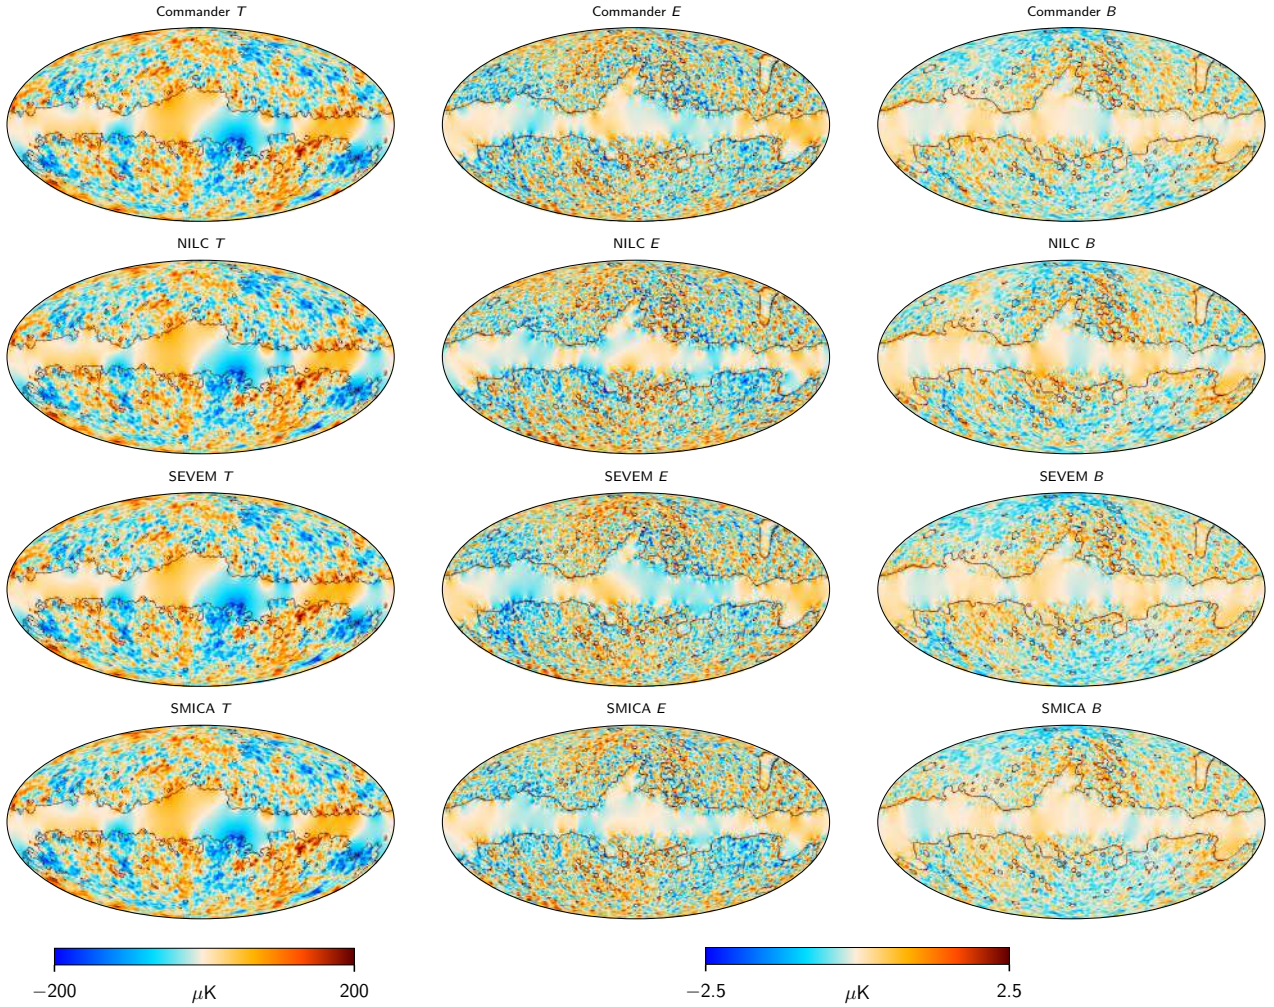 Commander T Commander E Commander B
NILC T NILC E NILC B
SEVEM T SEVEM E SEVEM B
SMICA T SMICA E SMICA B
−200 μK 200 −2.5 μK 2.5